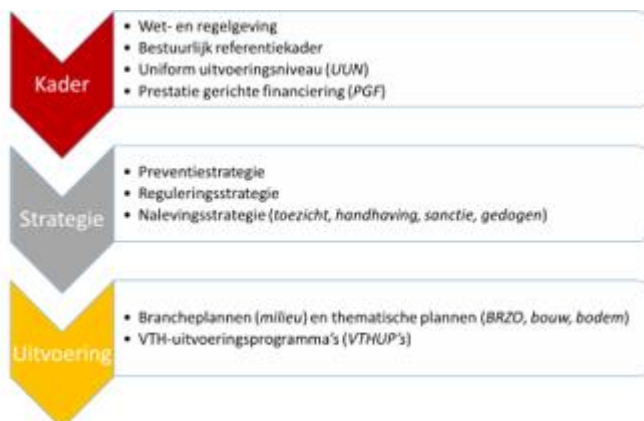 Kader
• Wet- en regelgeving
• Bestuurlijk referentiekader
• Uniform uitvoeringsniveau (UUN)
• Prestatie gerichte financiering (PGF)
Strategie
• Preventiestrategie
• Reguleringsstrategie
• Nalevingsstrategie (toezicht, handhaving, sanctie, gedogen)
Uitvoering
• Brancheplannen (milieu) en thematische plannen (BRZO, bouw, bodem)
• VTH-uitvoeringsprogramma's (VTHUP's)